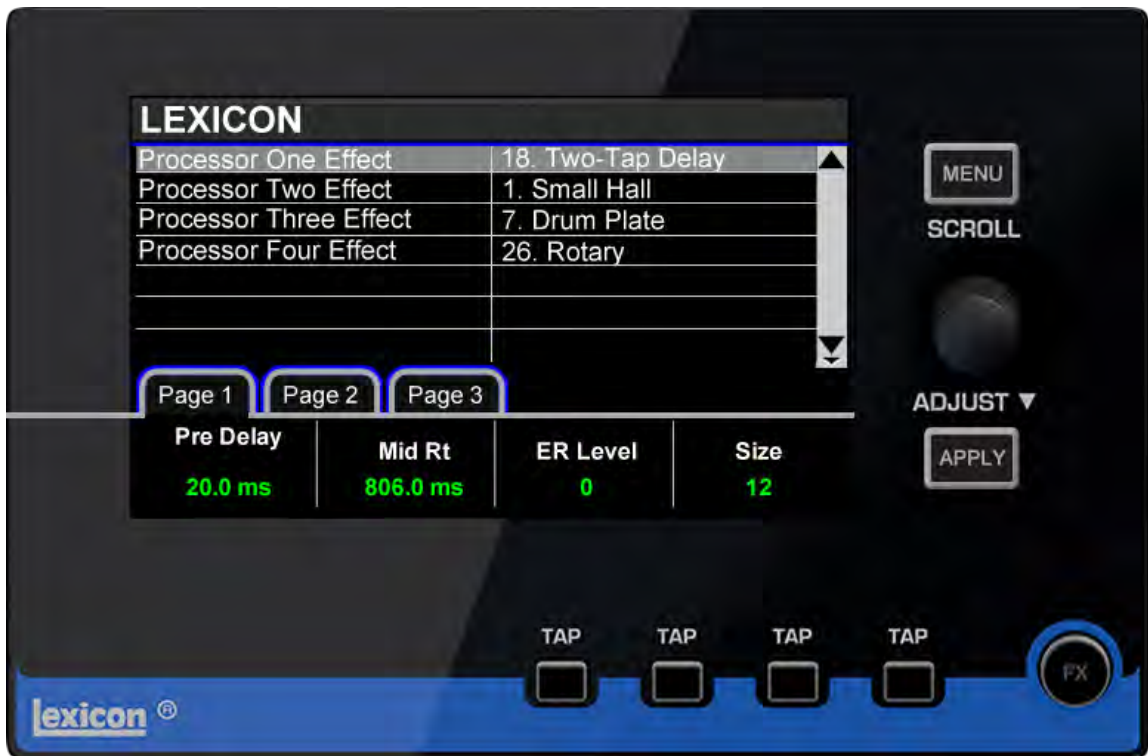 LEXICON
Processor One Effect 18. Two-Tap Delay
Processor Two Effect 1. Small Hall
Processor Three Effect 7. Drum Plate
Processor Four Effect 26. Rotary
Page 1 Page 2 Page 3
Pre Delay Mid Rt ER Level Size
20.0 ms 806.0 ms 0 12
MENU
SCROLL
ADJUST ▼
APPLY
TAP TAP TAP TAP
FX
lexicon ®